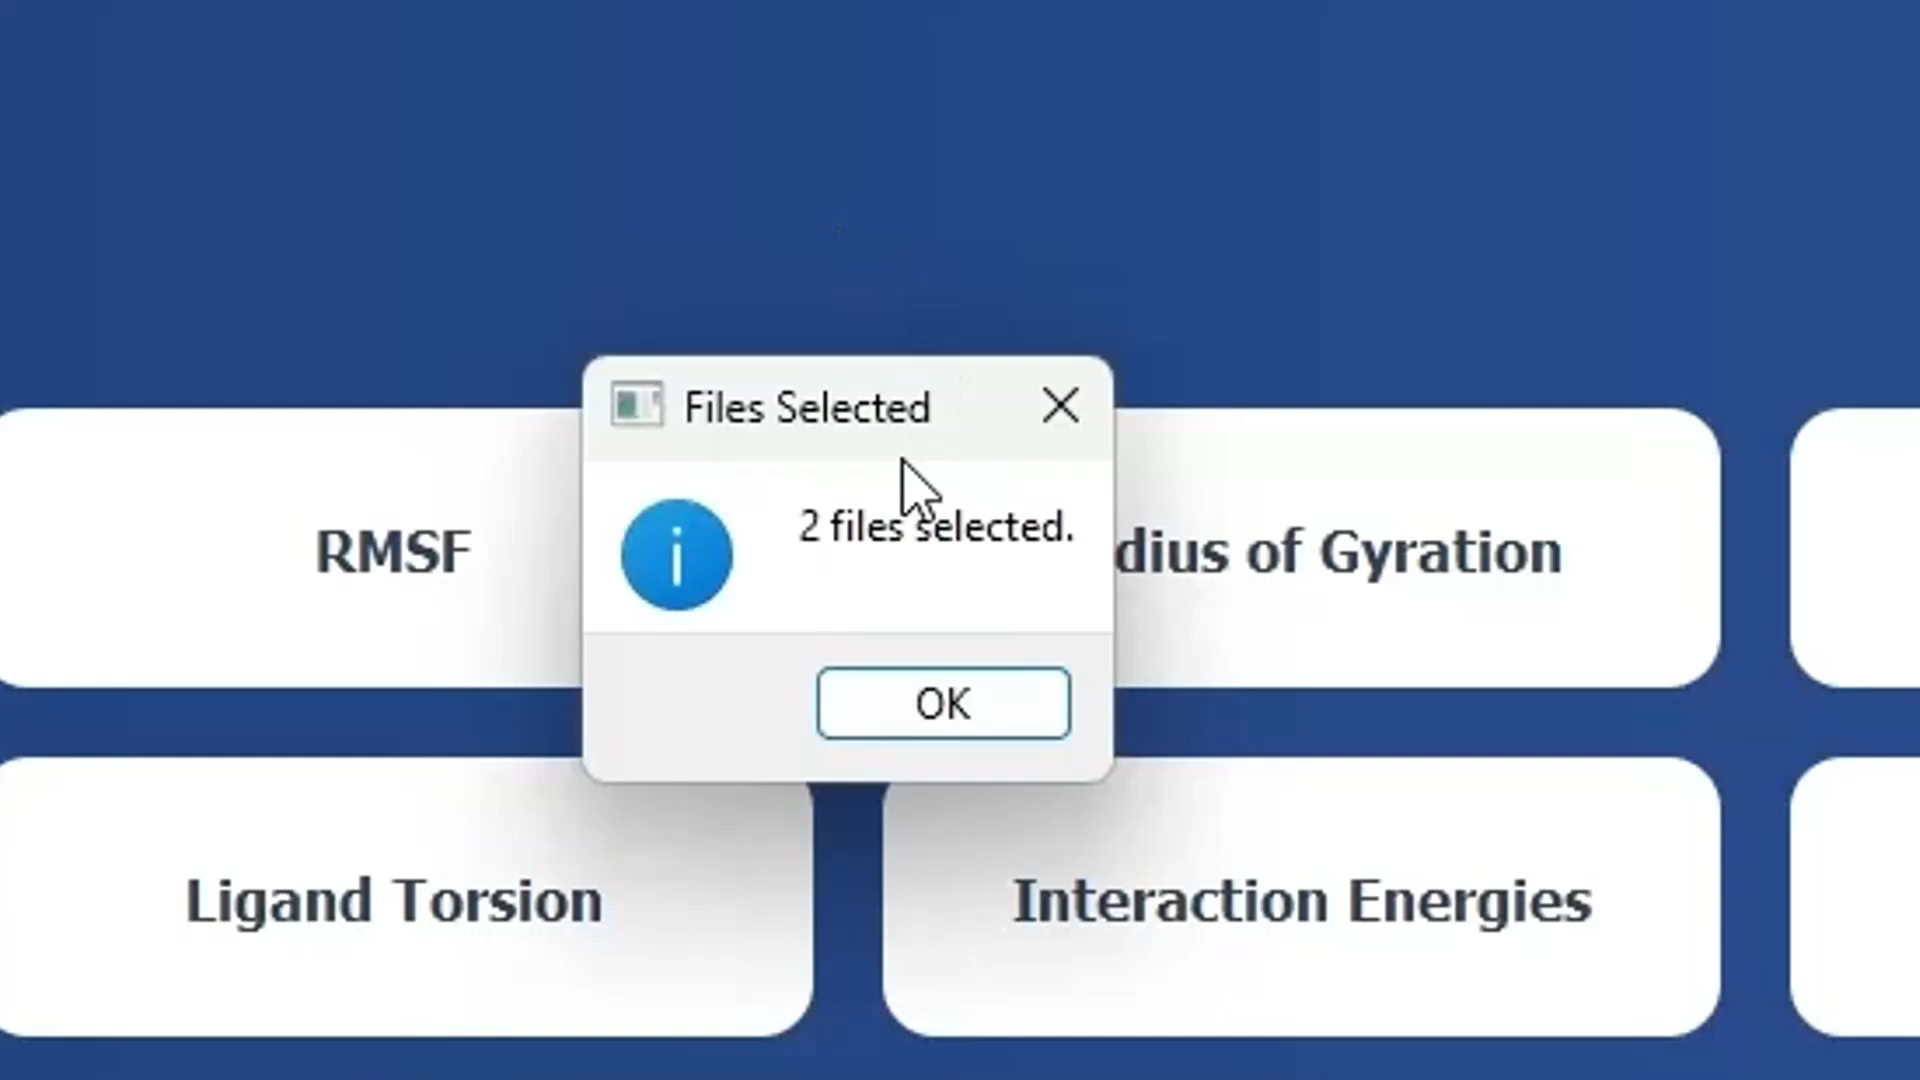 Files Selected
2 files selected.
OK
RMSF
dius of Gyration
Ligand Torsion
Interaction Energies